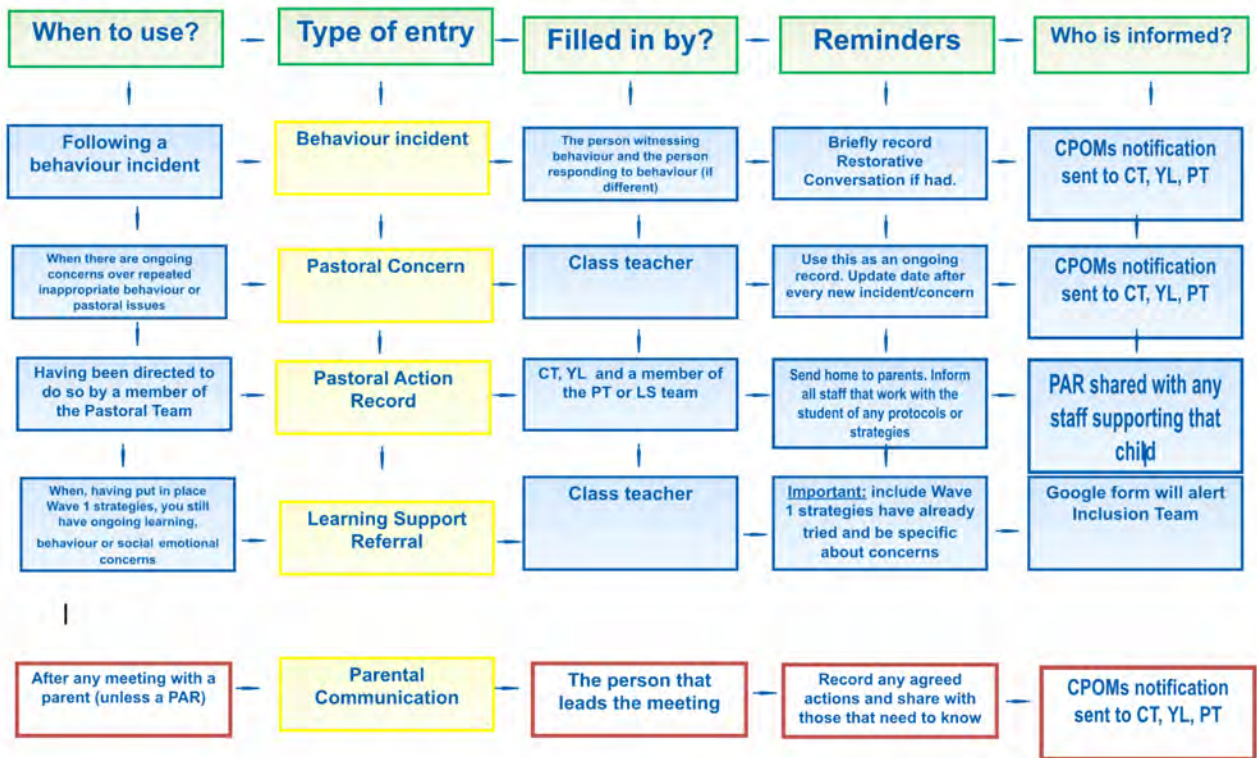 When to use?
Type of entry
Filled in by?
Reminders
Who is informed?
Following a
behaviour incident
Behaviour incident
The person witnessing
behaviour and the person
responding to behaviour (if
different)
Briefly record
Restorative
Conversation if had.
CPOMs notification
sent to CT, YL, PT
When there are ongoing
concerns over repeated
inappropriate behaviour or
pastoral issues
Pastoral Concern
Class teacher
Use this as an ongoing
record. Update date after
every new incident/concern
CPOMs notification
sent to CT, YL, PT
Having been directed to
do so by a member of
the Pastoral Team
Pastoral Action
Record
CT, YL and a member of
the PT or LS team
Send home to parents. Inform
all staff that work with the
student of any protocols or
strategies
PAR shared with any
staff supporting that
child
When, having put in place
Wave 1 strategies, you still
have ongoing learning,
behaviour or social emotional
concerns
Learning Support
Referral
Class teacher
Important: include Wave
1 strategies have already
tried and be specific
about concerns
Google form will alert
Inclusion Team
After any meeting with a
parent (unless a PAR)
Parental
Communication
The person that
leads the meeting
Record any agreed
actions and share with
those that need to know
CPOMs notification
sent to CT, YL, PT